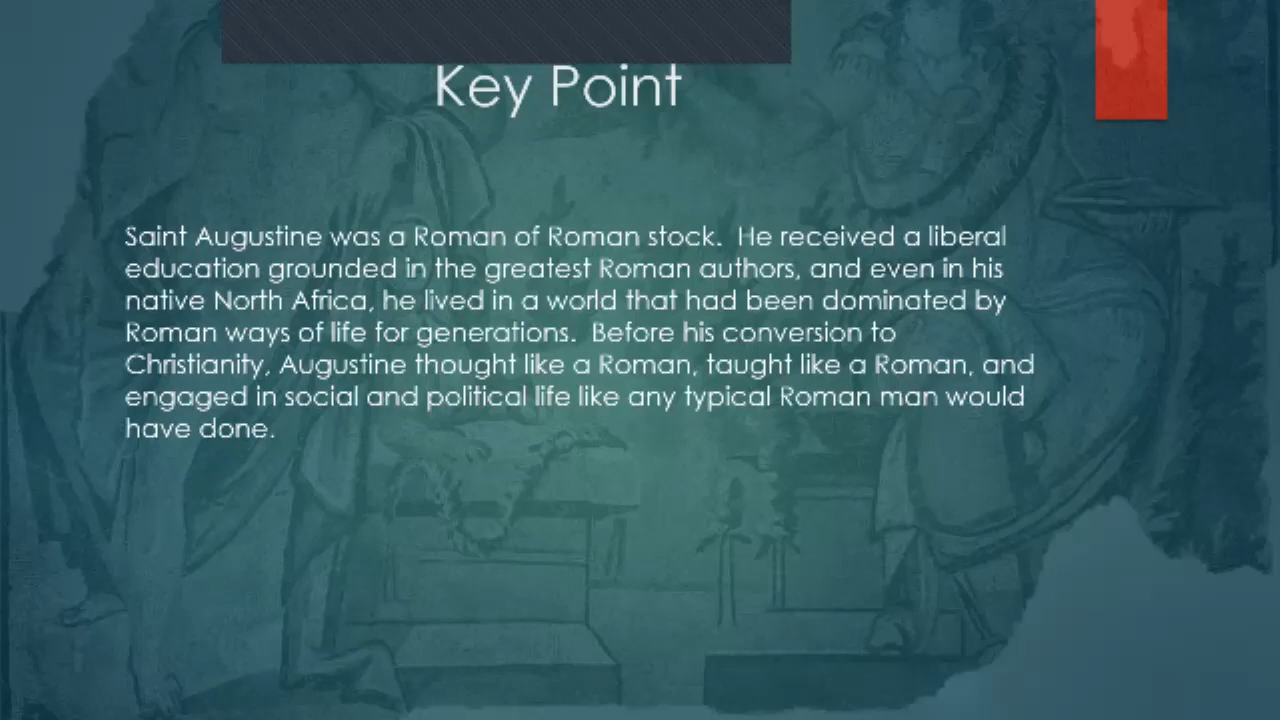 Key Point
Saint Augustine was a Roman of Roman stock.  He received a liberal
education grounded in the greatest Roman authors, and even in his
native North Africa, he lived in a world that had been dominated by
Roman ways of life for generations.  Before his conversion to
Christianity, Augustine thought like a Roman, taught like a Roman, and
engaged in social and political life like any typical Roman man would
have done.